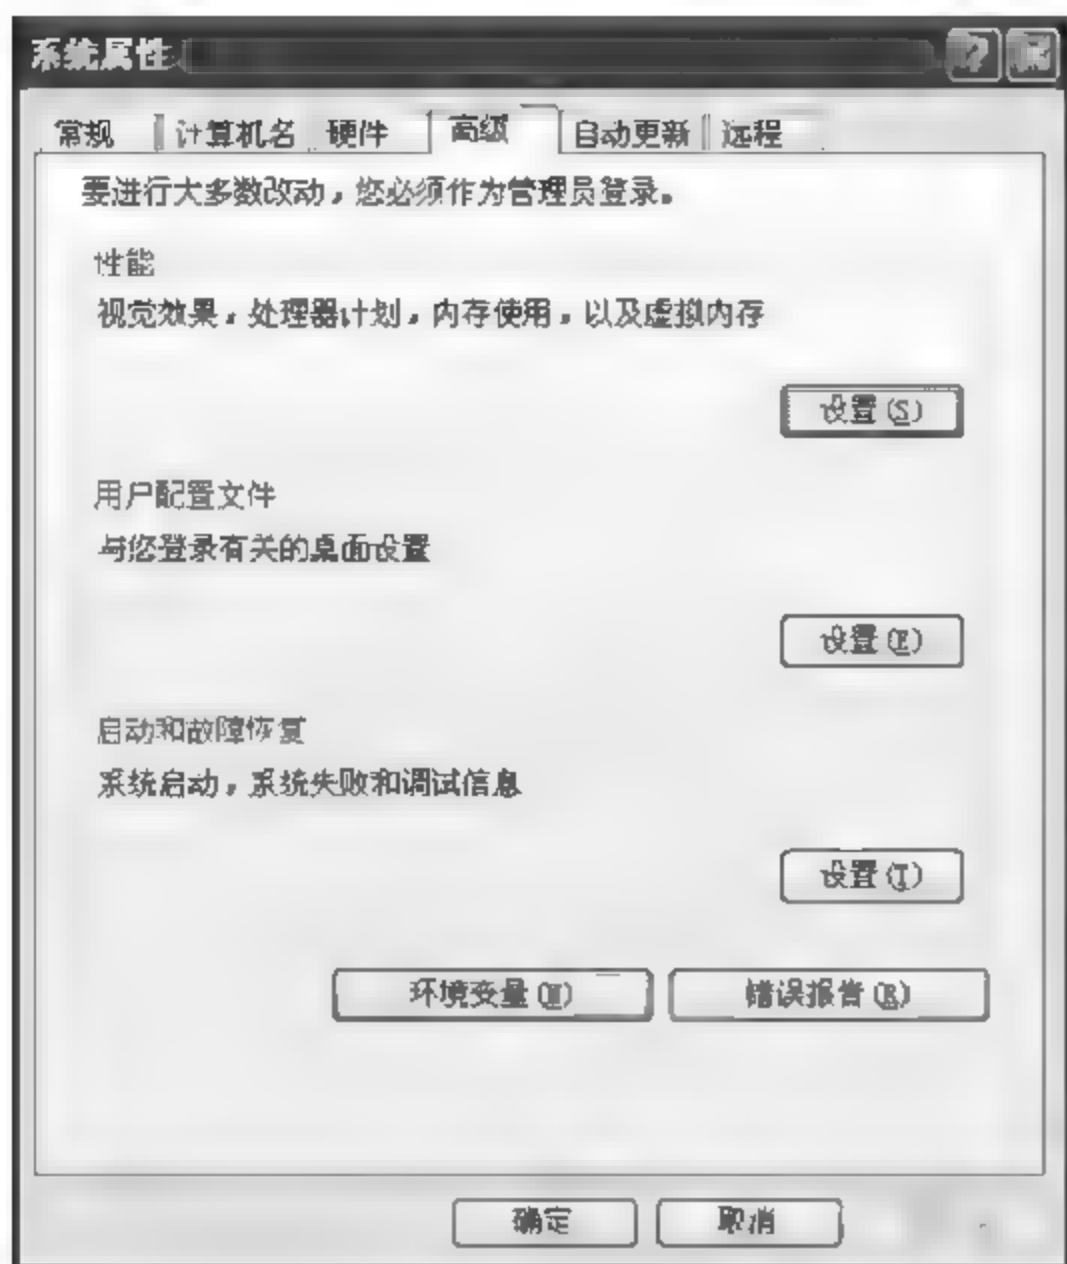 系统属性
常规 计算机名 硬件 高级 自动更新 远程
要进行大多数改动，您必须作为管理员登录。
性能
视觉效果，处理器计划，内存使用，以及虚拟内存
设置(S)
用户配置文件
与您登录有关的桌面设置
设置(E)
启动和故障恢复
系统启动，系统失败和调试信息
设置(T)
环境变量(N) 错误报告(R)
确定 取消